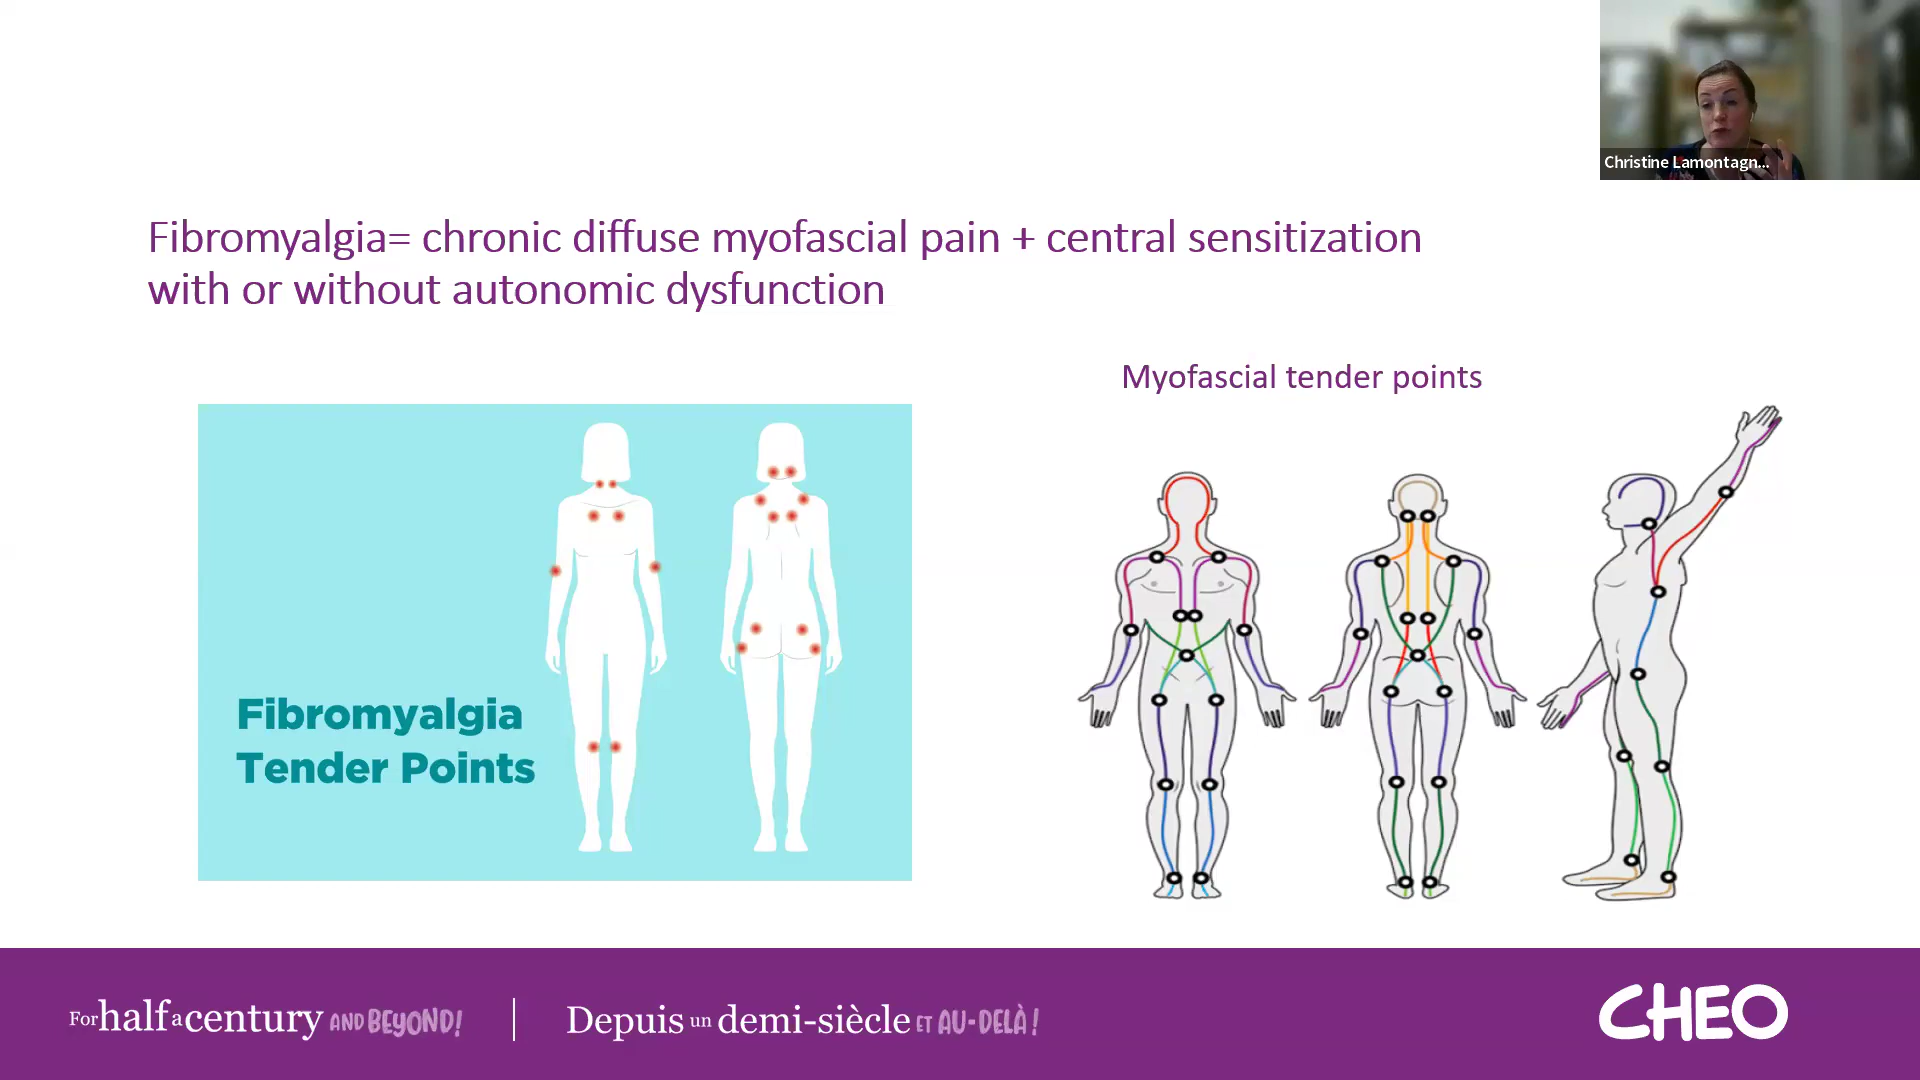 Christine Lamontagn...
Fibromyalgia= chronic diffuse myofascial pain + central sensitization
with or without autonomic dysfunction
Myofascial tender points
Fibromyalgia
Tender Points
For half a century AND BEYOND!
Depuis un demi-siècle ET AU-DELÀ!
CHEO